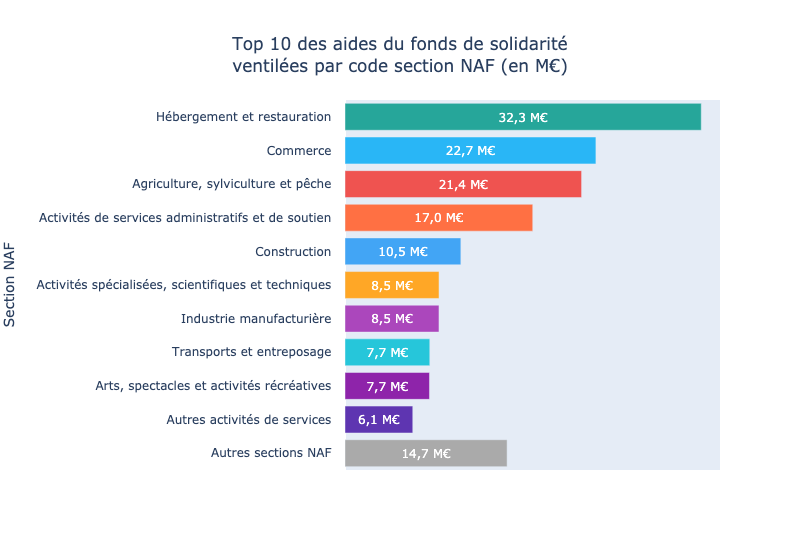 Top 10 des aides du fonds de solidarité
ventilées par code section NAF (en M€)
Section NAF
Hébergement et restauration 32,3 M€
Commerce 22,7 M€
Agriculture, sylviculture et pêche 21,4 M€
Activités de services administratifs et de soutien 17,0 M€
Construction 10,5 M€
Activités spécialisées, scientifiques et techniques 8,5 M€
Industrie manufacturière 8,5 M€
Transports et entreposage 7,7 M€
Arts, spectacles et activités récréatives 7,7 M€
Autres activités de services 6,1 M€
Autres sections NAF 14,7 M€